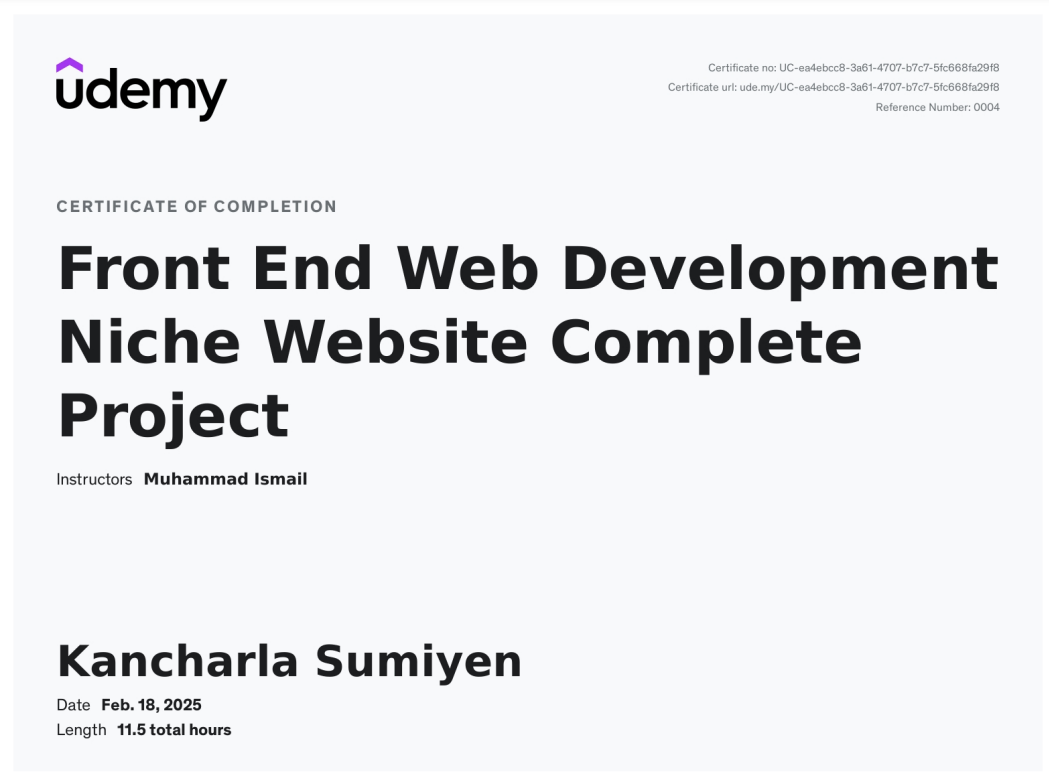 udemy
Certificate no: UC-ea4ebcc8-3a61-4707-b7c7-5fc668fa29f8
Certificate url: ude.my/UC-ea4ebcc8-3a61-4707-b7c7-5fc668fa29f8
Reference Number: 0004
CERTIFICATE OF COMPLETION
Front End Web Development
Niche Website Complete
Project
Instructors Muhammad Ismail
Kancharla Sumiyen
Date Feb. 18, 2025
Length 11.5 total hours